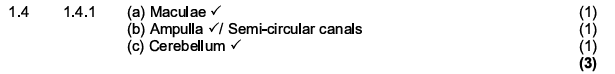 1.4 1.4.1 (a) Maculae ✓ (1)
(b) Ampulla ✓/ Semi-circular canals (1)
(c) Cerebellum ✓ (1)
(3)